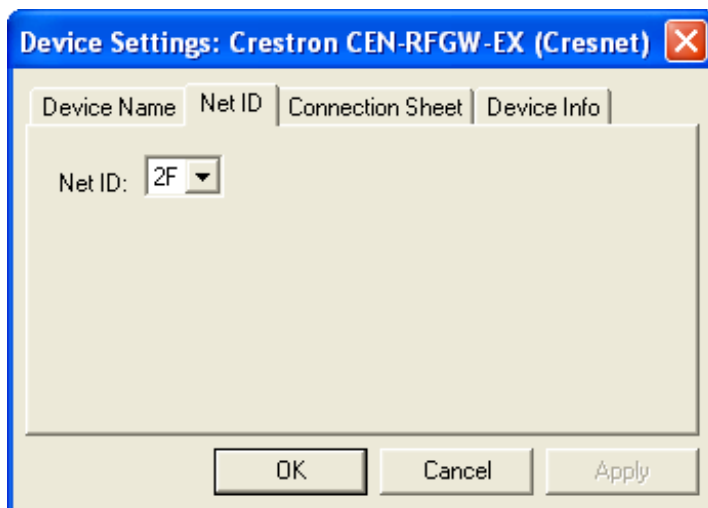 Device Settings: Crestron CEN-RFGW-EX (Cresnet)
Device Name Net ID Connection Sheet Device Info
Net ID: 2F
OK Cancel Apply